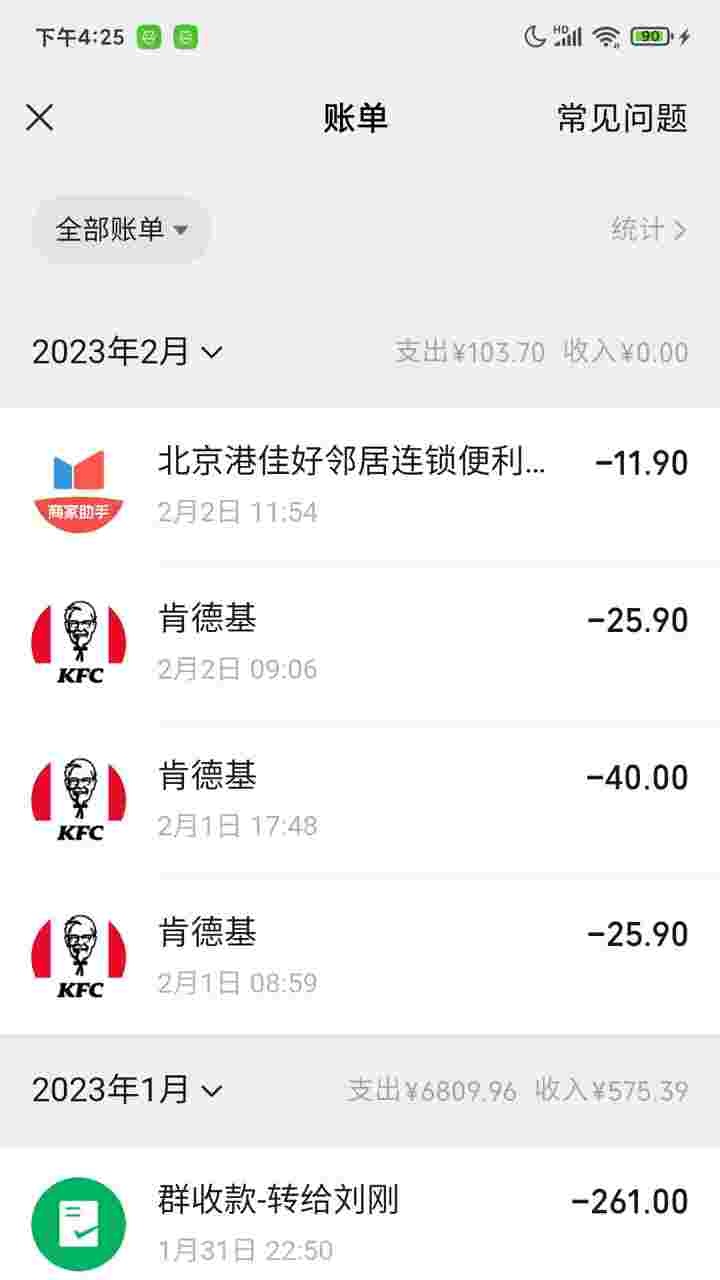 下午4:25
HD
90
账单
常见问题
全部账单
统计
2023年2月 支出¥103.70 收入¥0.00
商家助手
北京港佳好邻居连锁便利... -11.90
2月2日 11:54
KFC
肯德基 -25.90
2月2日 09:06
KFC
肯德基 -40.00
2月1日 17:48
KFC
肯德基 -25.90
2月1日 08:59
2023年1月 支出¥6809.96 收入¥575.39
群收款-转给刘刚 -261.00
1月31日 22:50